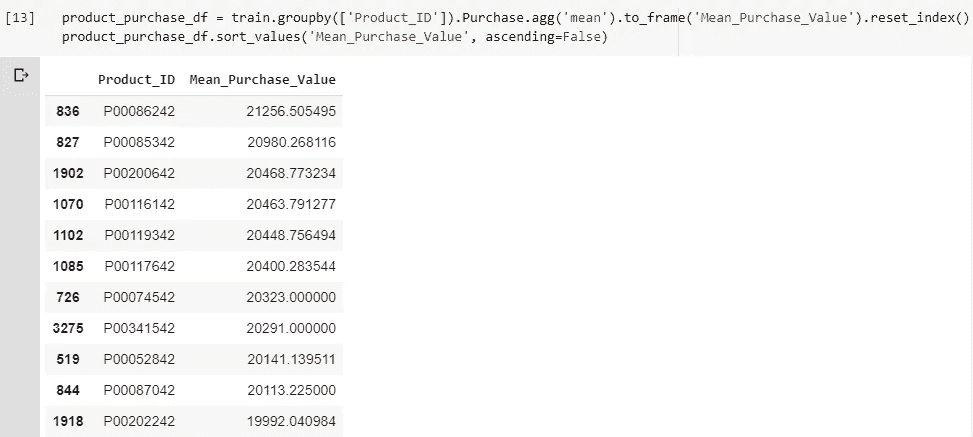 [13] product_purchase_df = train.groupby(['Product_ID']).Purchase.agg('mean').to_frame('Mean_Purchase_Value').reset_index()
product_purchase_df.sort_values('Mean_Purchase_Value', ascending=False)
Product_ID Mean_Purchase_Value
836 P00086242 21256.505495
827 P00085342 20980.268116
1902 P00200642 20468.773234
1070 P00116142 20463.791277
1102 P00119342 20448.756494
1085 P00117642 20400.283544
726 P00074542 20323.000000
3275 P00341542 20291.000000
519 P00052842 20141.139511
844 P00087042 20113.225000
1918 P00202242 19992.040984